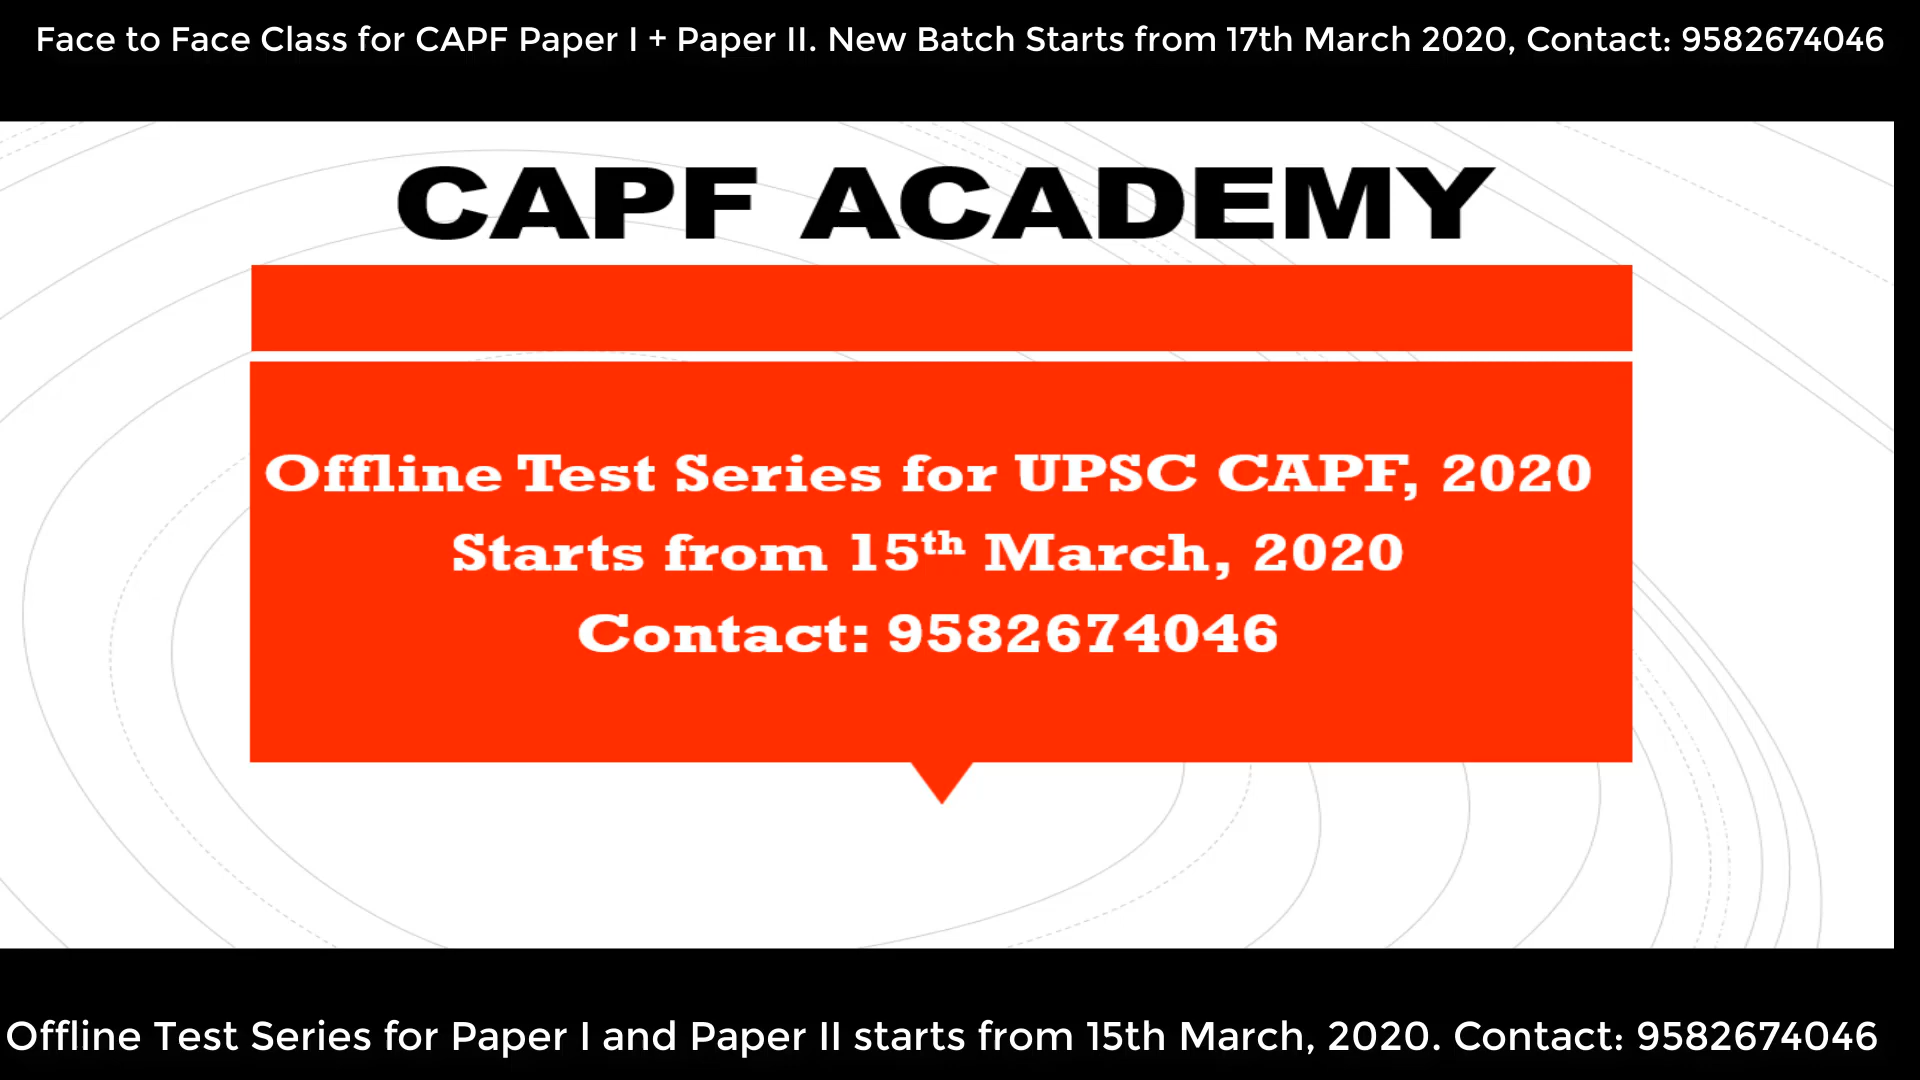 Face to Face Class for CAPF Paper I + Paper II. New Batch Starts from 17th March 2020, Contact: 9582674046
CAPF ACADEMY
Offline Test Series for UPSC CAPF, 2020
Starts from 15th March, 2020
Contact: 9582674046
Offline Test Series for Paper I and Paper II starts from 15th March, 2020. Contact: 9582674046